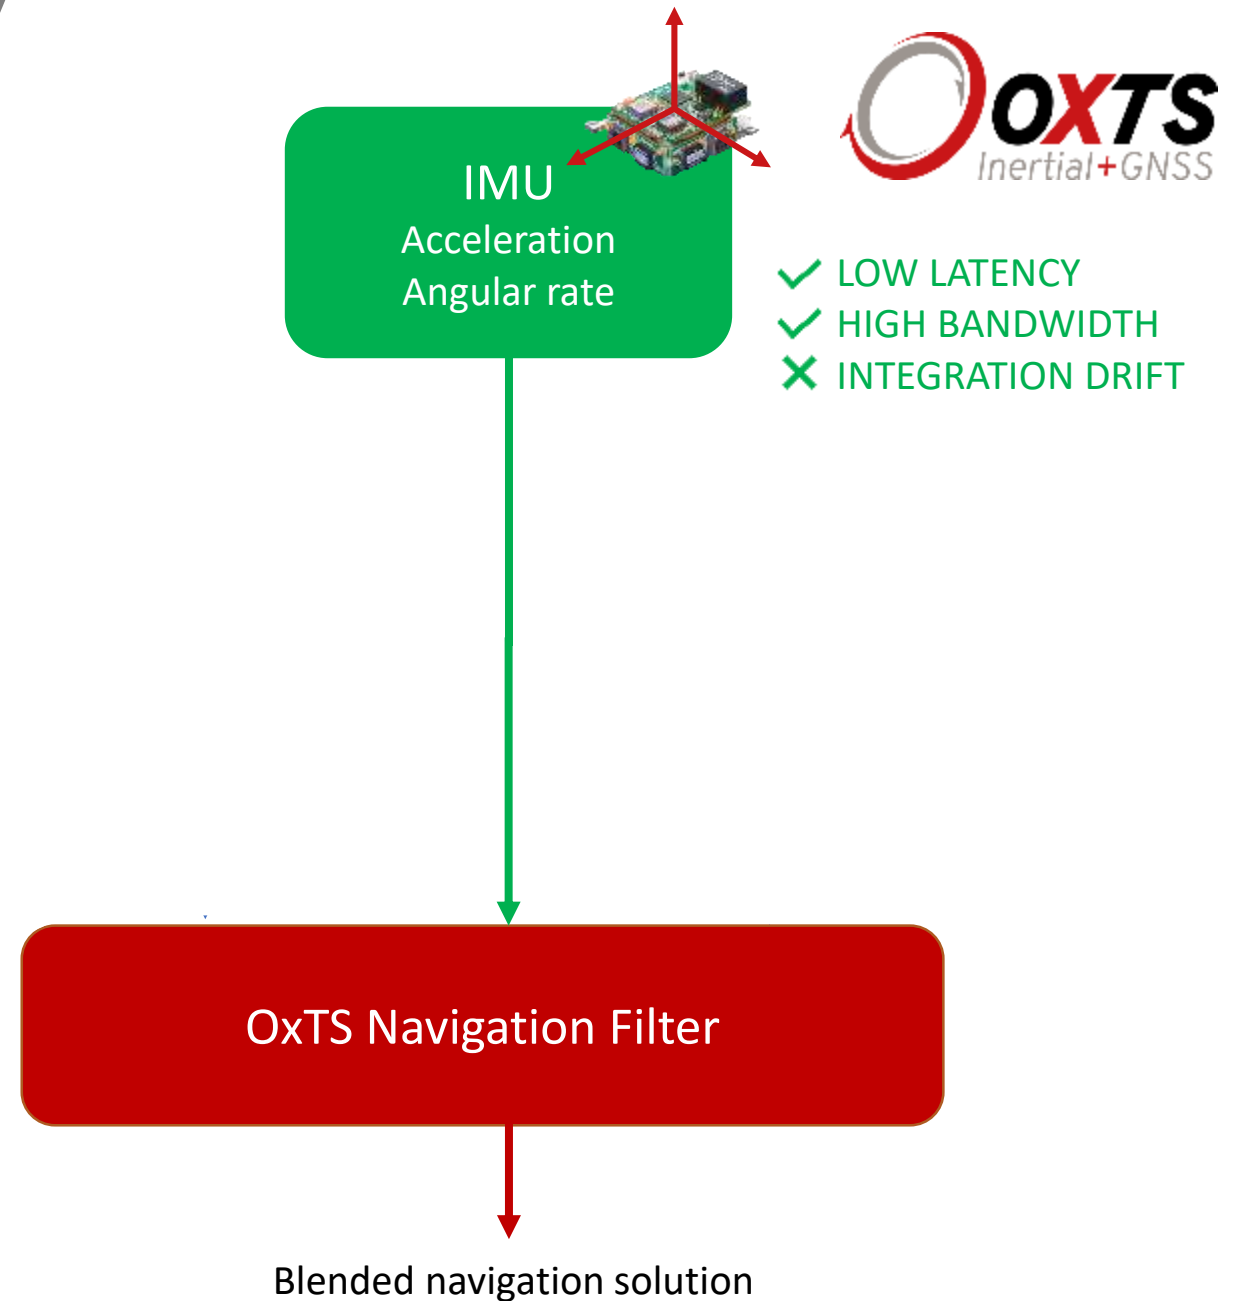 OXTS
Inertial+GNSS
IMU
Acceleration
Angular rate
LOW LATENCY
HIGH BANDWIDTH
INTEGRATION DRIFT
OxTS Navigation Filter
Blended navigation solution